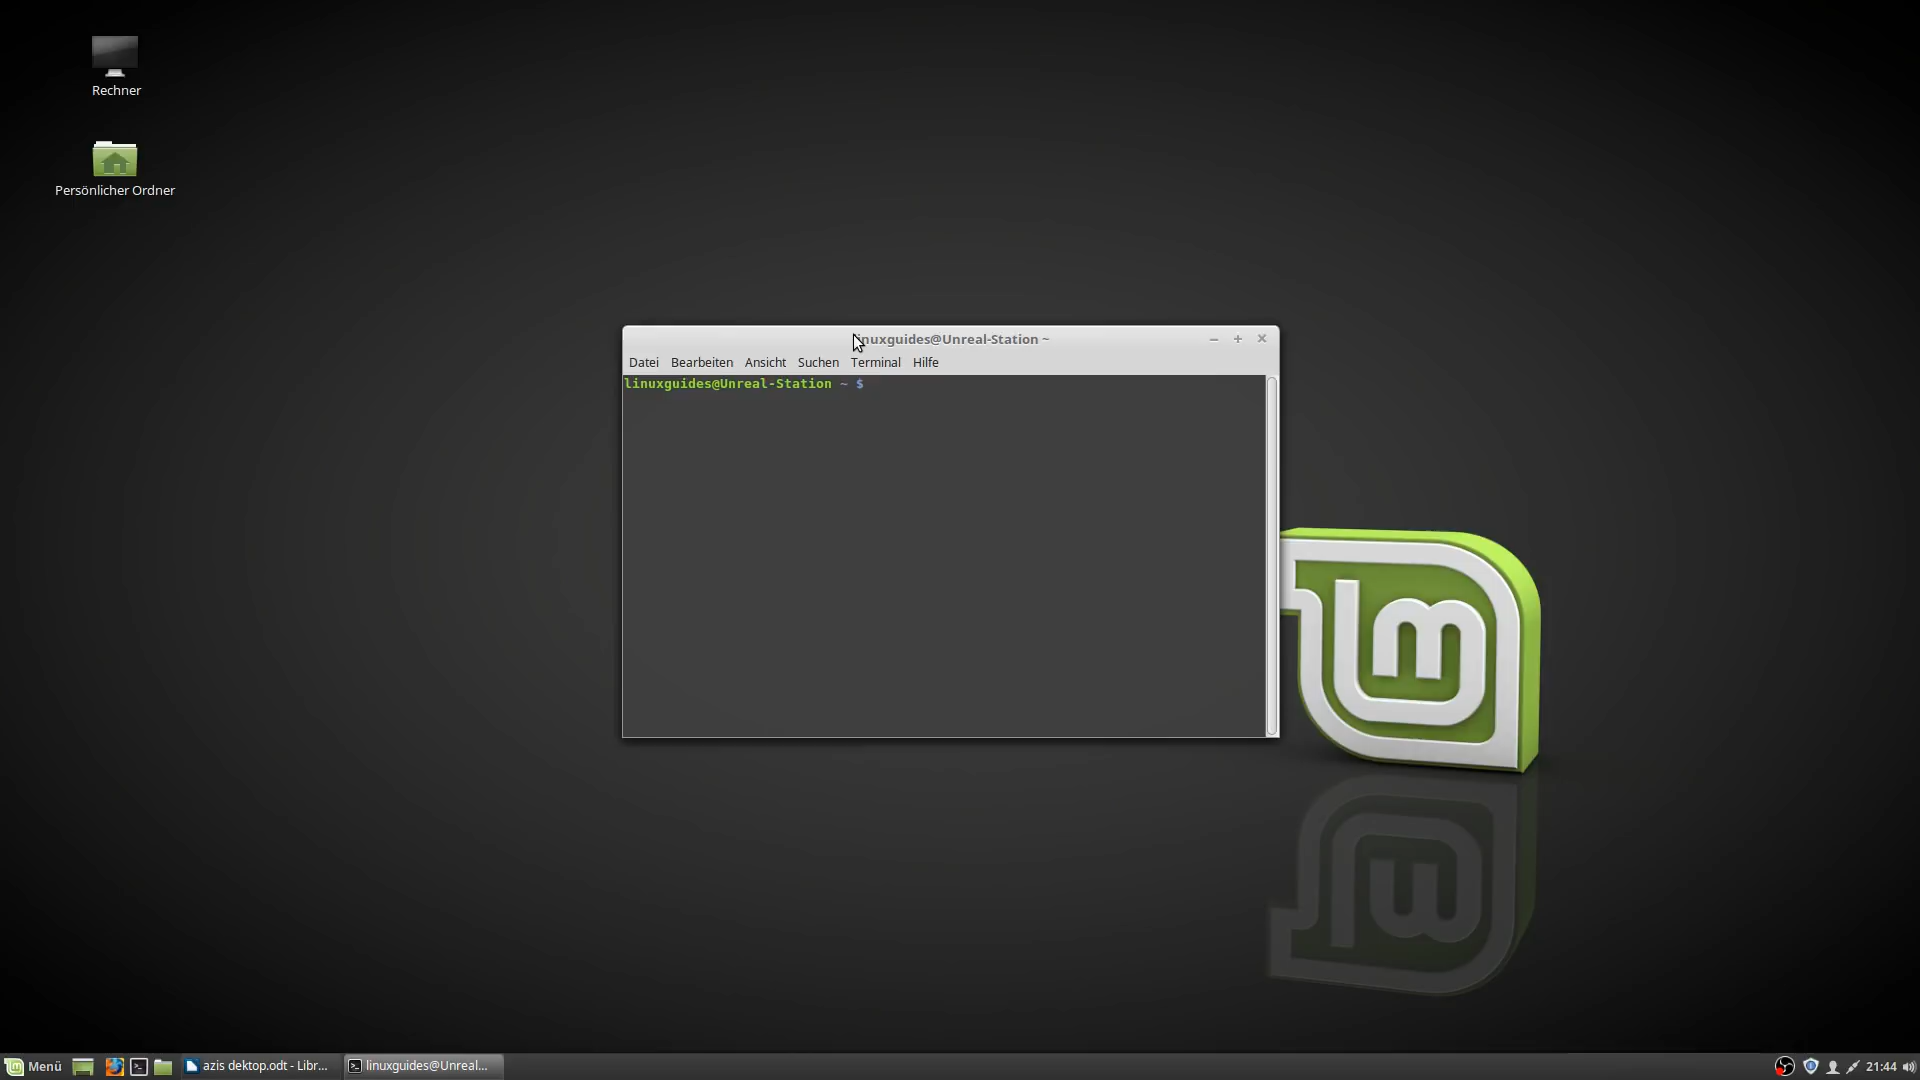 Rechner
Persönlicher Ordner
linuxguides@Unreal-Station ~
Datei Bearbeiten Ansicht Suchen Terminal Hilfe
linuxguides@Unreal-Station ~ $
lm
Menü
azis dektop.odt - Libr...
linuxguides@Unreal...
21:44